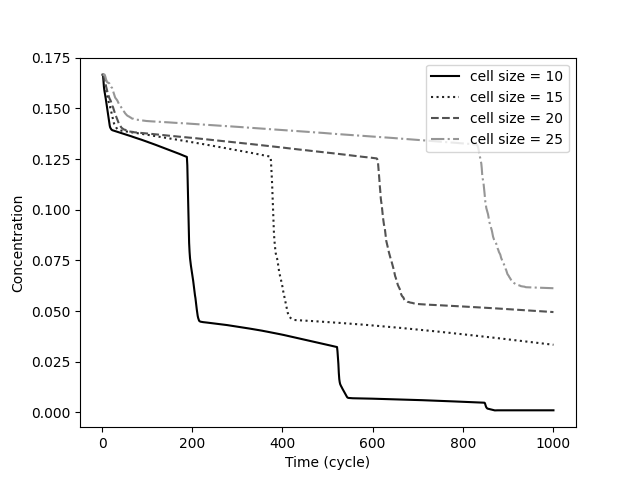 0.175
0.150
0.125
0.100
0.075
0.050
0.025
0.000
Concentration
cell size = 10
cell size = 15
cell size = 20
cell size = 25
0
200
400
600
800
1000
Time (cycle)